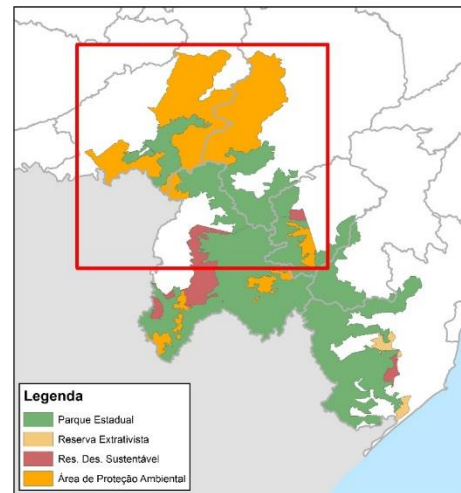 Legenda
Parque Estadual
Reserva Extrativista
Res. Des. Sustentável
Área de Proteção Ambiental